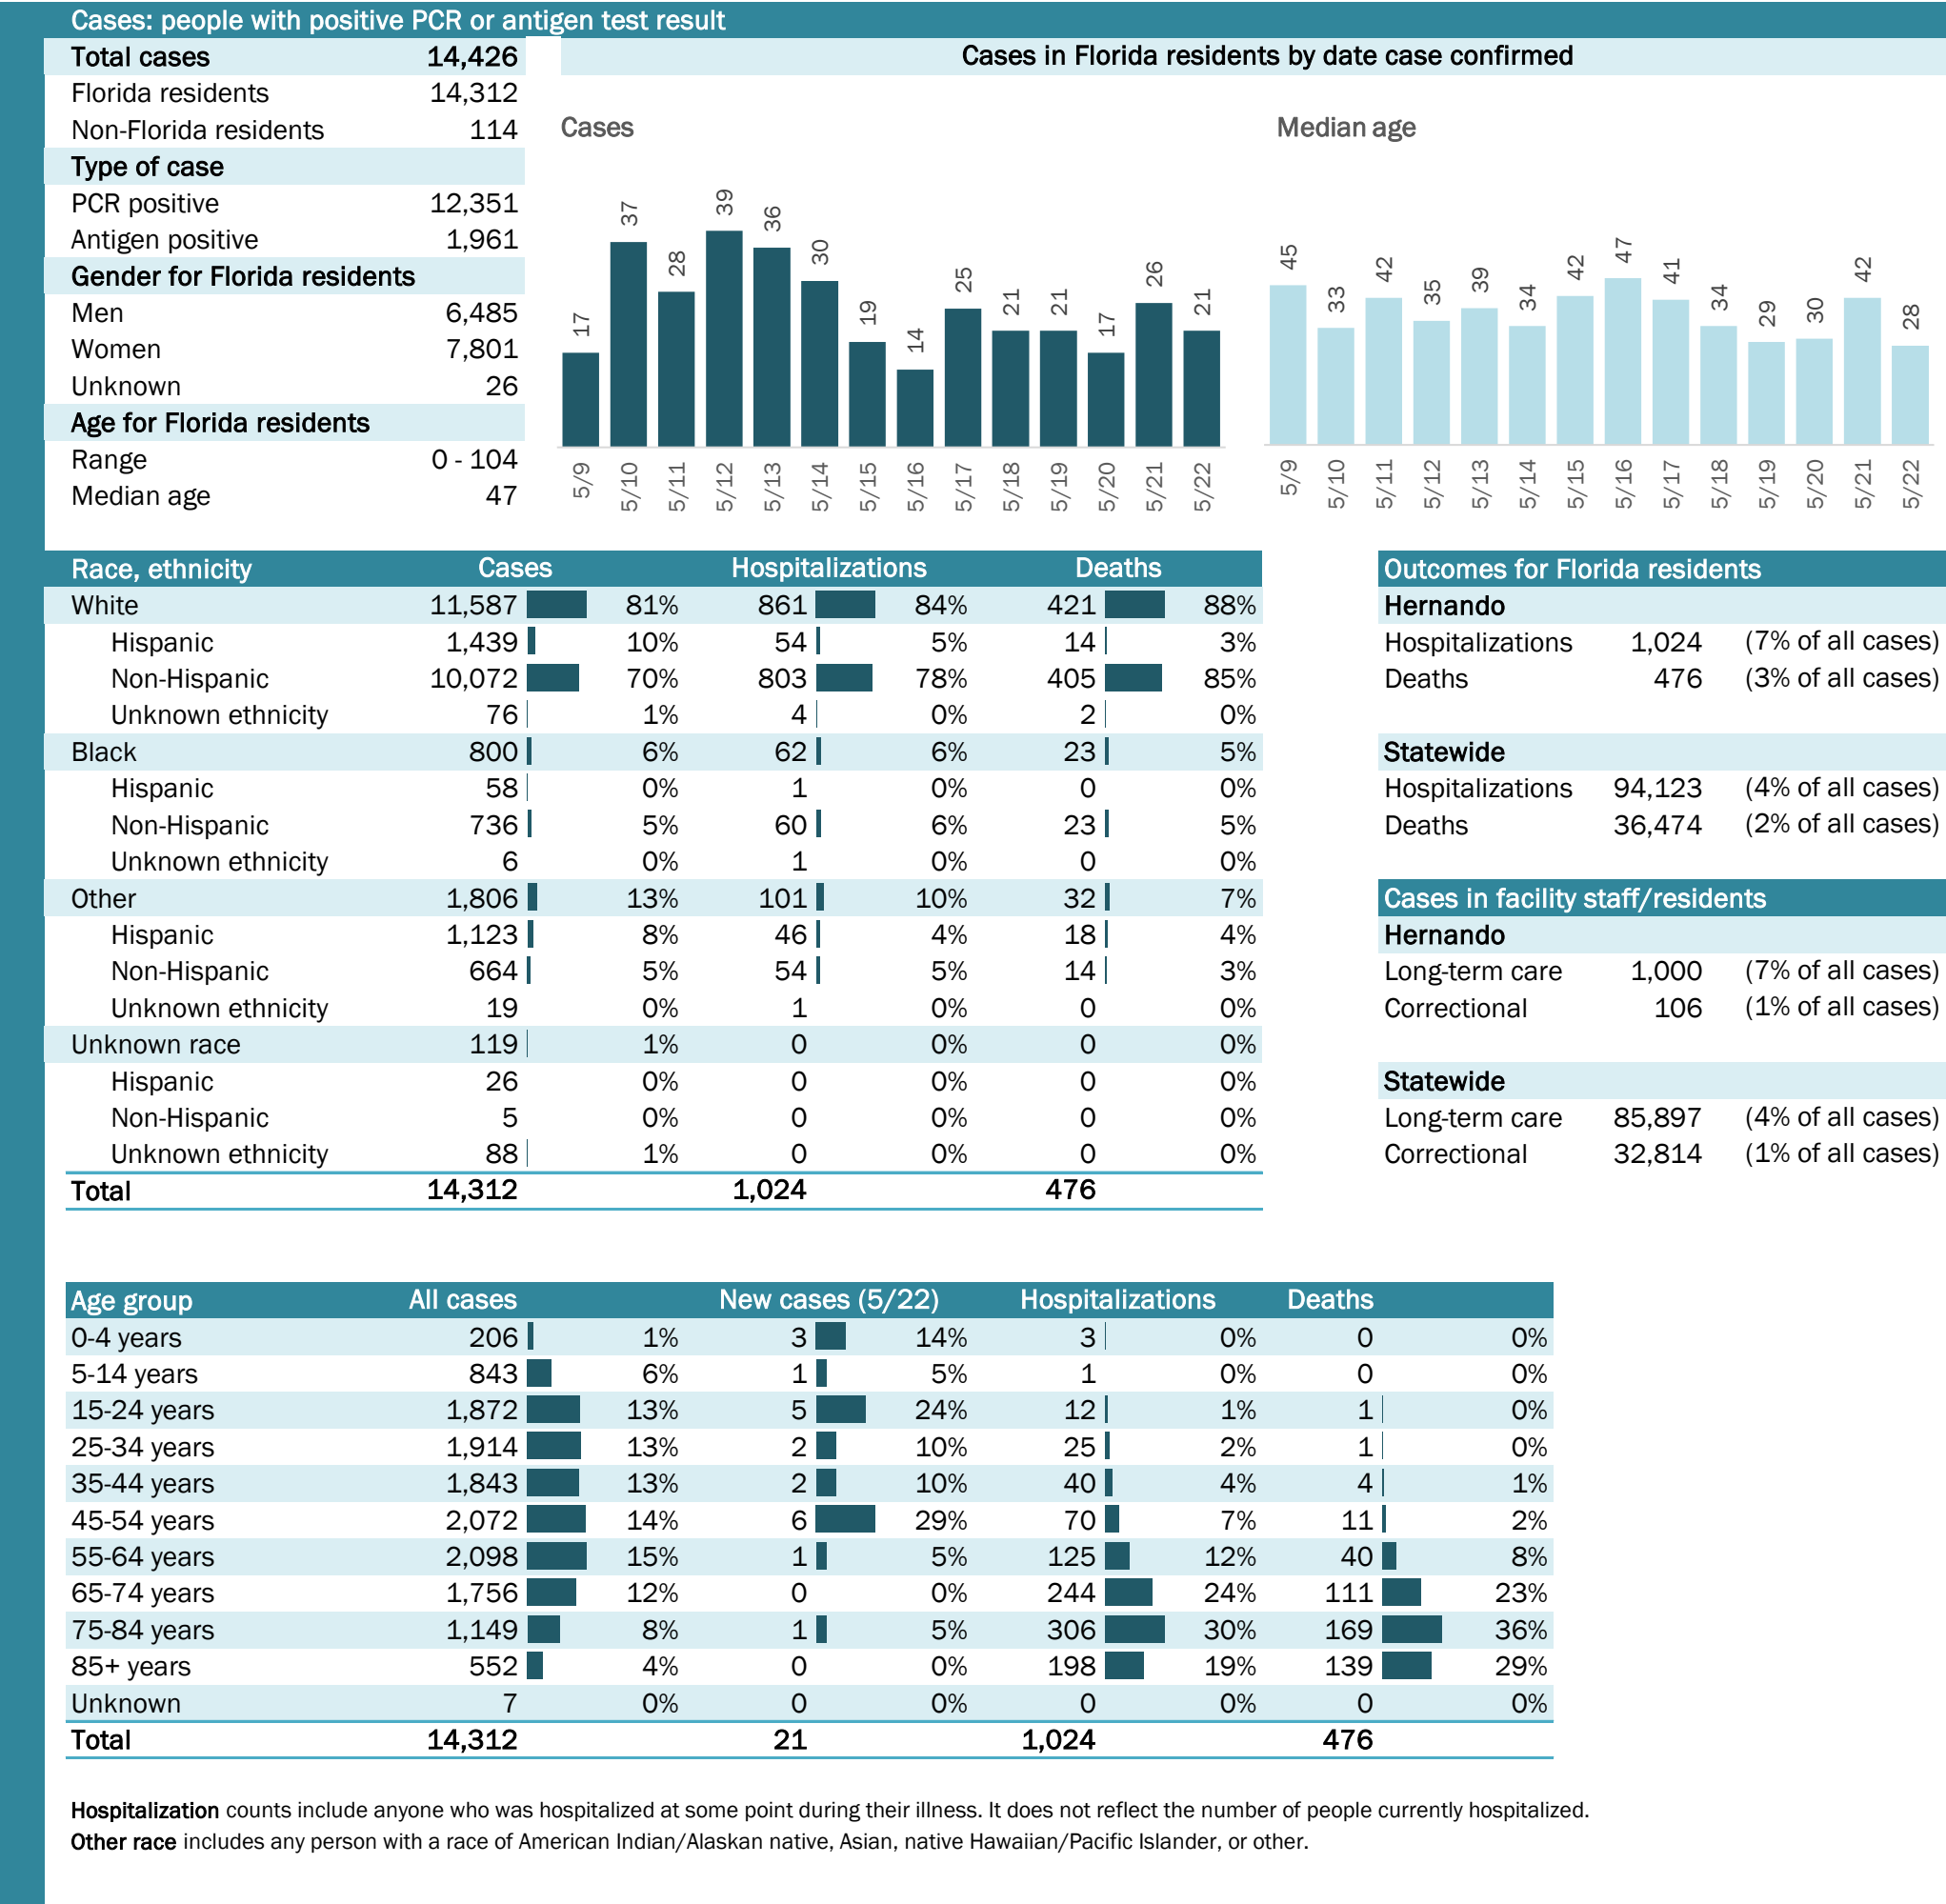 Cases: people with positive PCR or antigen test result
Total cases 14,426
Florida residents 14,312
Non-Florida residents 114
Type of case
PCR positive 12,351
Antigen positive 1,961
Gender for Florida residents
Men 6,485
Women 7,801
Unknown 26
Age for Florida residents
Range 0 - 104
Median age 47
Cases in Florida residents by date case confirmed
Cases
17 37 28 39 36 30 19 14 25 21 21 17 26 21
5/9 5/10 5/11 5/12 5/13 5/14 5/15 5/16 5/17 5/18 5/19 5/20 5/21 5/22
Median age
45 33 42 35 39 34 42 47 41 34 29 30 42 28
5/9 5/10 5/11 5/12 5/13 5/14 5/15 5/16 5/17 5/18 5/19 5/20 5/21 5/22
Race, ethnicity Cases Hospitalizations Deaths
White 11,587 81% 861 84% 421 88%
Hispanic 1,439 10% 54 5% 14 3%
Non-Hispanic 10,072 70% 803 78% 405 85%
Unknown ethnicity 76 1% 4 0% 2 0%
Black 800 6% 62 6% 23 5%
Hispanic 58 0% 1 0% 0 0%
Non-Hispanic 736 5% 60 6% 23 5%
Unknown ethnicity 6 0% 1 0% 0 0%
Other 1,806 13% 101 10% 32 7%
Hispanic 1,123 8% 46 4% 18 4%
Non-Hispanic 664 5% 54 5% 14 3%
Unknown ethnicity 19 0% 1 0% 0 0%
Unknown race 119 1% 0 0% 0 0%
Hispanic 26 0% 0 0% 0 0%
Non-Hispanic 5 0% 0 0% 0 0%
Unknown ethnicity 88 1% 0 0% 0 0%
Total 14,312 1,024 476
Outcomes for Florida residents
Hernando
Hospitalizations 1,024 (7% of all cases)
Deaths 476 (3% of all cases)
Statewide
Hospitalizations 94,123 (4% of all cases)
Deaths 36,474 (2% of all cases)
Cases in facility staff/residents
Hernando
Long-term care 1,000 (7% of all cases)
Correctional 106 (1% of all cases)
Statewide
Long-term care 85,897 (4% of all cases)
Correctional 32,814 (1% of all cases)
Age group All cases New cases (5/22) Hospitalizations Deaths
0-4 years 206 1% 3 14% 3 0% 0 0%
5-14 years 843 6% 1 5% 1 0% 0 0%
15-24 years 1,872 13% 5 24% 12 1% 1 0%
25-34 years 1,914 13% 2 10% 25 2% 1 0%
35-44 years 1,843 13% 2 10% 40 4% 4 1%
45-54 years 2,072 14% 6 29% 70 7% 11 2%
55-64 years 2,098 15% 1 5% 125 12% 40 8%
65-74 years 1,756 12% 0 0% 244 24% 111 23%
75-84 years 1,149 8% 1 5% 306 30% 169 36%
85+ years 552 4% 0 0% 198 19% 139 29%
Unknown 7 0% 0 0% 0 0% 0 0%
Total 14,312 21 1,024 476
Hospitalization counts include anyone who was hospitalized at some point during their illness. It does not reflect the number of people currently hospitalized.
Other race includes any person with a race of American Indian/Alaskan native, Asian, native Hawaiian/Pacific Islander, or other.